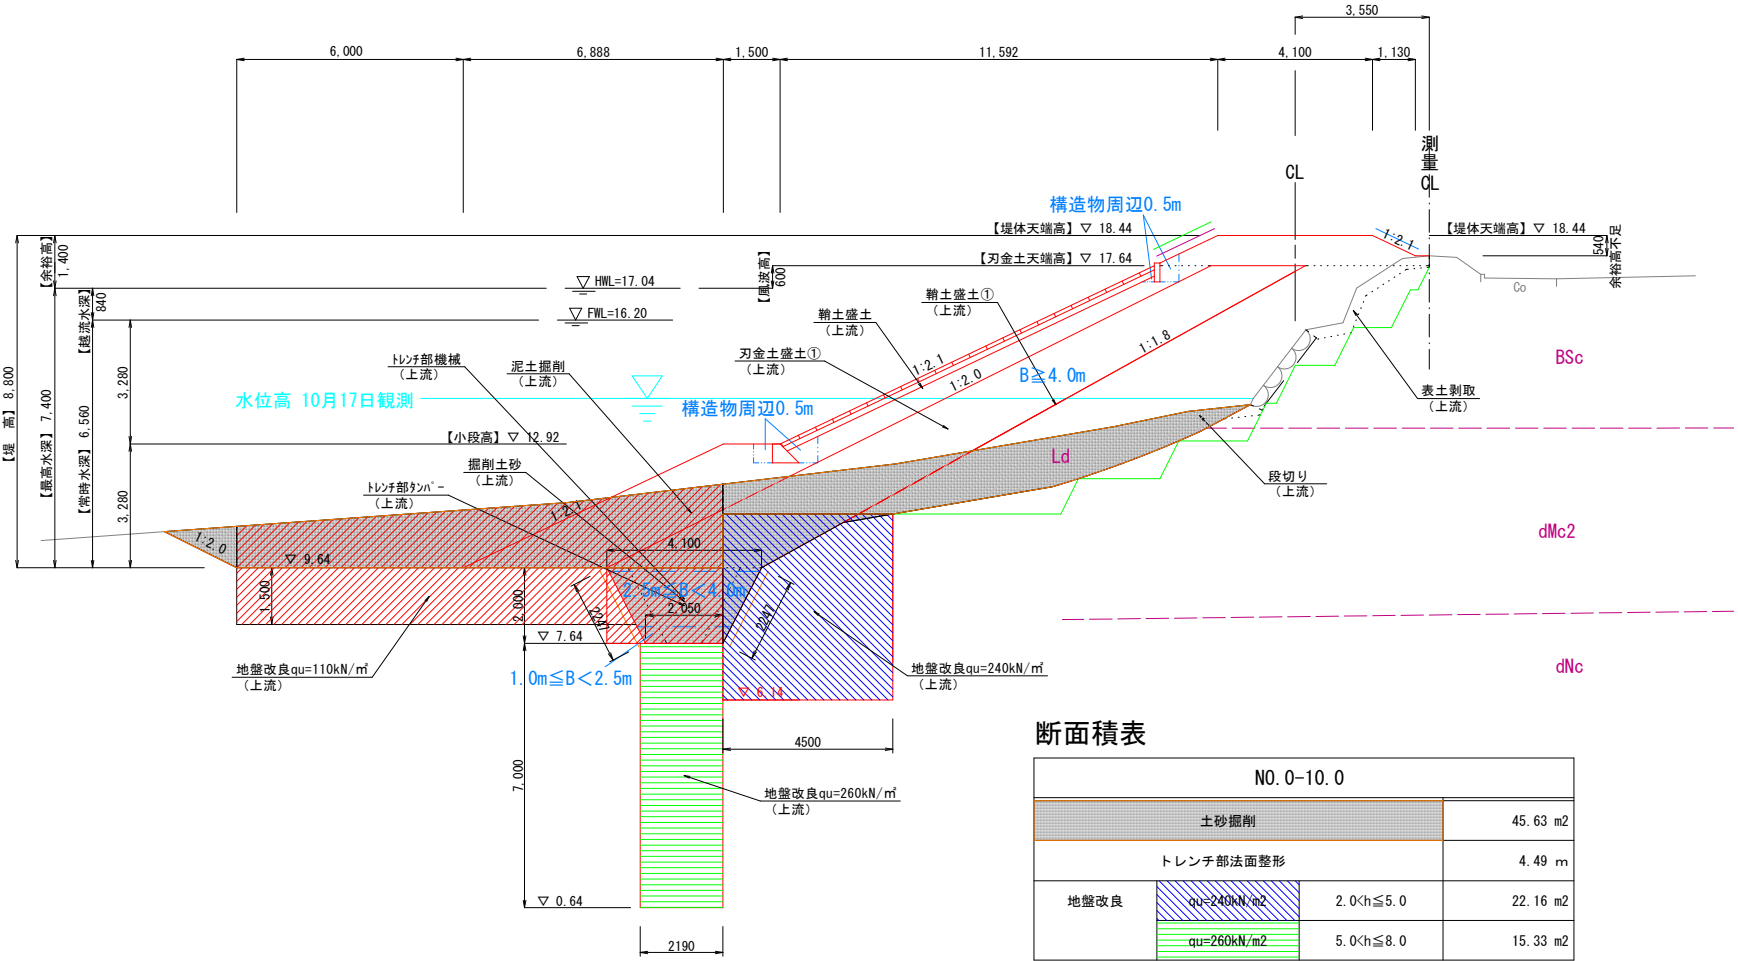 3,550
6,000
6,888
1,500
11,592
4,100
1,130
測量
CL
CL
構造物周辺0.5m
【堤体天端高】▽ 18.44
1:2.1
【堤体天端高】▽ 18.44
540
余裕高不足
【余裕高】
1,400
【刃金土天端高】▽ 17.64
【風波高】
600
▽ HWL=17.04
Co
鞘土盛土①
(上流)
【越流水深】
840
▽ FWL=16.20
鞘土盛土
(上流)
1:1.8
トレンチ部機械
(上流)
泥土掘削
(上流)
刃金土盛土①
(上流)
1:2.1
1:2.0
B≧4.0m
BSc
表土剥取
(上流)
3,280
水位高 10月17日観測
構造物周辺0.5m
【堤　高】 8,800
【最高水深】 7,400
【常時水深】 6,560
【小段高】▽ 12.92
Ld
掘削土砂
(上流)
段切り
(上流)
トレンチ部タンパー
(上流)
3,280
1:2.1
dMc2
1:2.0
4,100
▽ 9.64
1,500
2,000
2.5m≦B＜4.0m
2,050
2247
2247
▽ 7.64
地盤改良qu=110kN/㎡
(上流)
1.0m≦B＜2.5m
地盤改良qu=240kN/㎡
(上流)
dNc
▽ 6.14
4500
7,000
地盤改良qu=260kN/㎡
(上流)
▽ 0.64
2190
断面積表
NO.0-10.0
土砂掘削 45.63 m2
トレンチ部法面整形 4.49 m
地盤改良 qu=240kN/m2 2.0<h≦5.0 22.16 m2
qu=260kN/m2 5.0<h≦8.0 15.33 m2